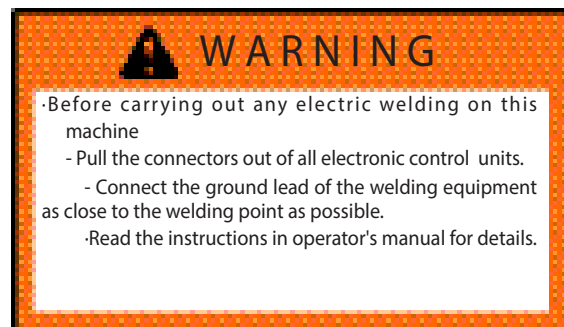 WARNING
·Before carrying out any electric welding on this
machine
- Pull the connectors out of all electronic control units.
- Connect the ground lead of the welding equipment
as close to the welding point as possible.
·Read the instructions in operator's manual for details.